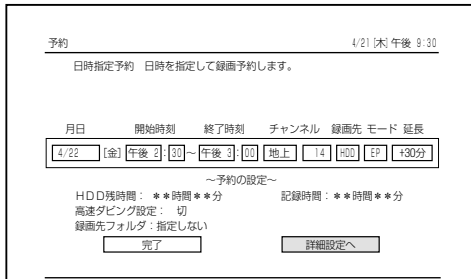 予約 4/21[木]午後 9:30
日時指定予約 日時を指定して録画予約します。
月日 開始時刻 終了時刻 チャンネル 録画先 モード 延長
4/22 [金] 午後 2:30～午後 3:00 地上 14 HDD EP +30分
～予約の設定～
HDD残時間：＊＊時間＊＊分 記録時間：＊＊時間＊＊分
高速ダビング設定： 切
録画先フォルダ：指定しない
完了 詳細設定へ